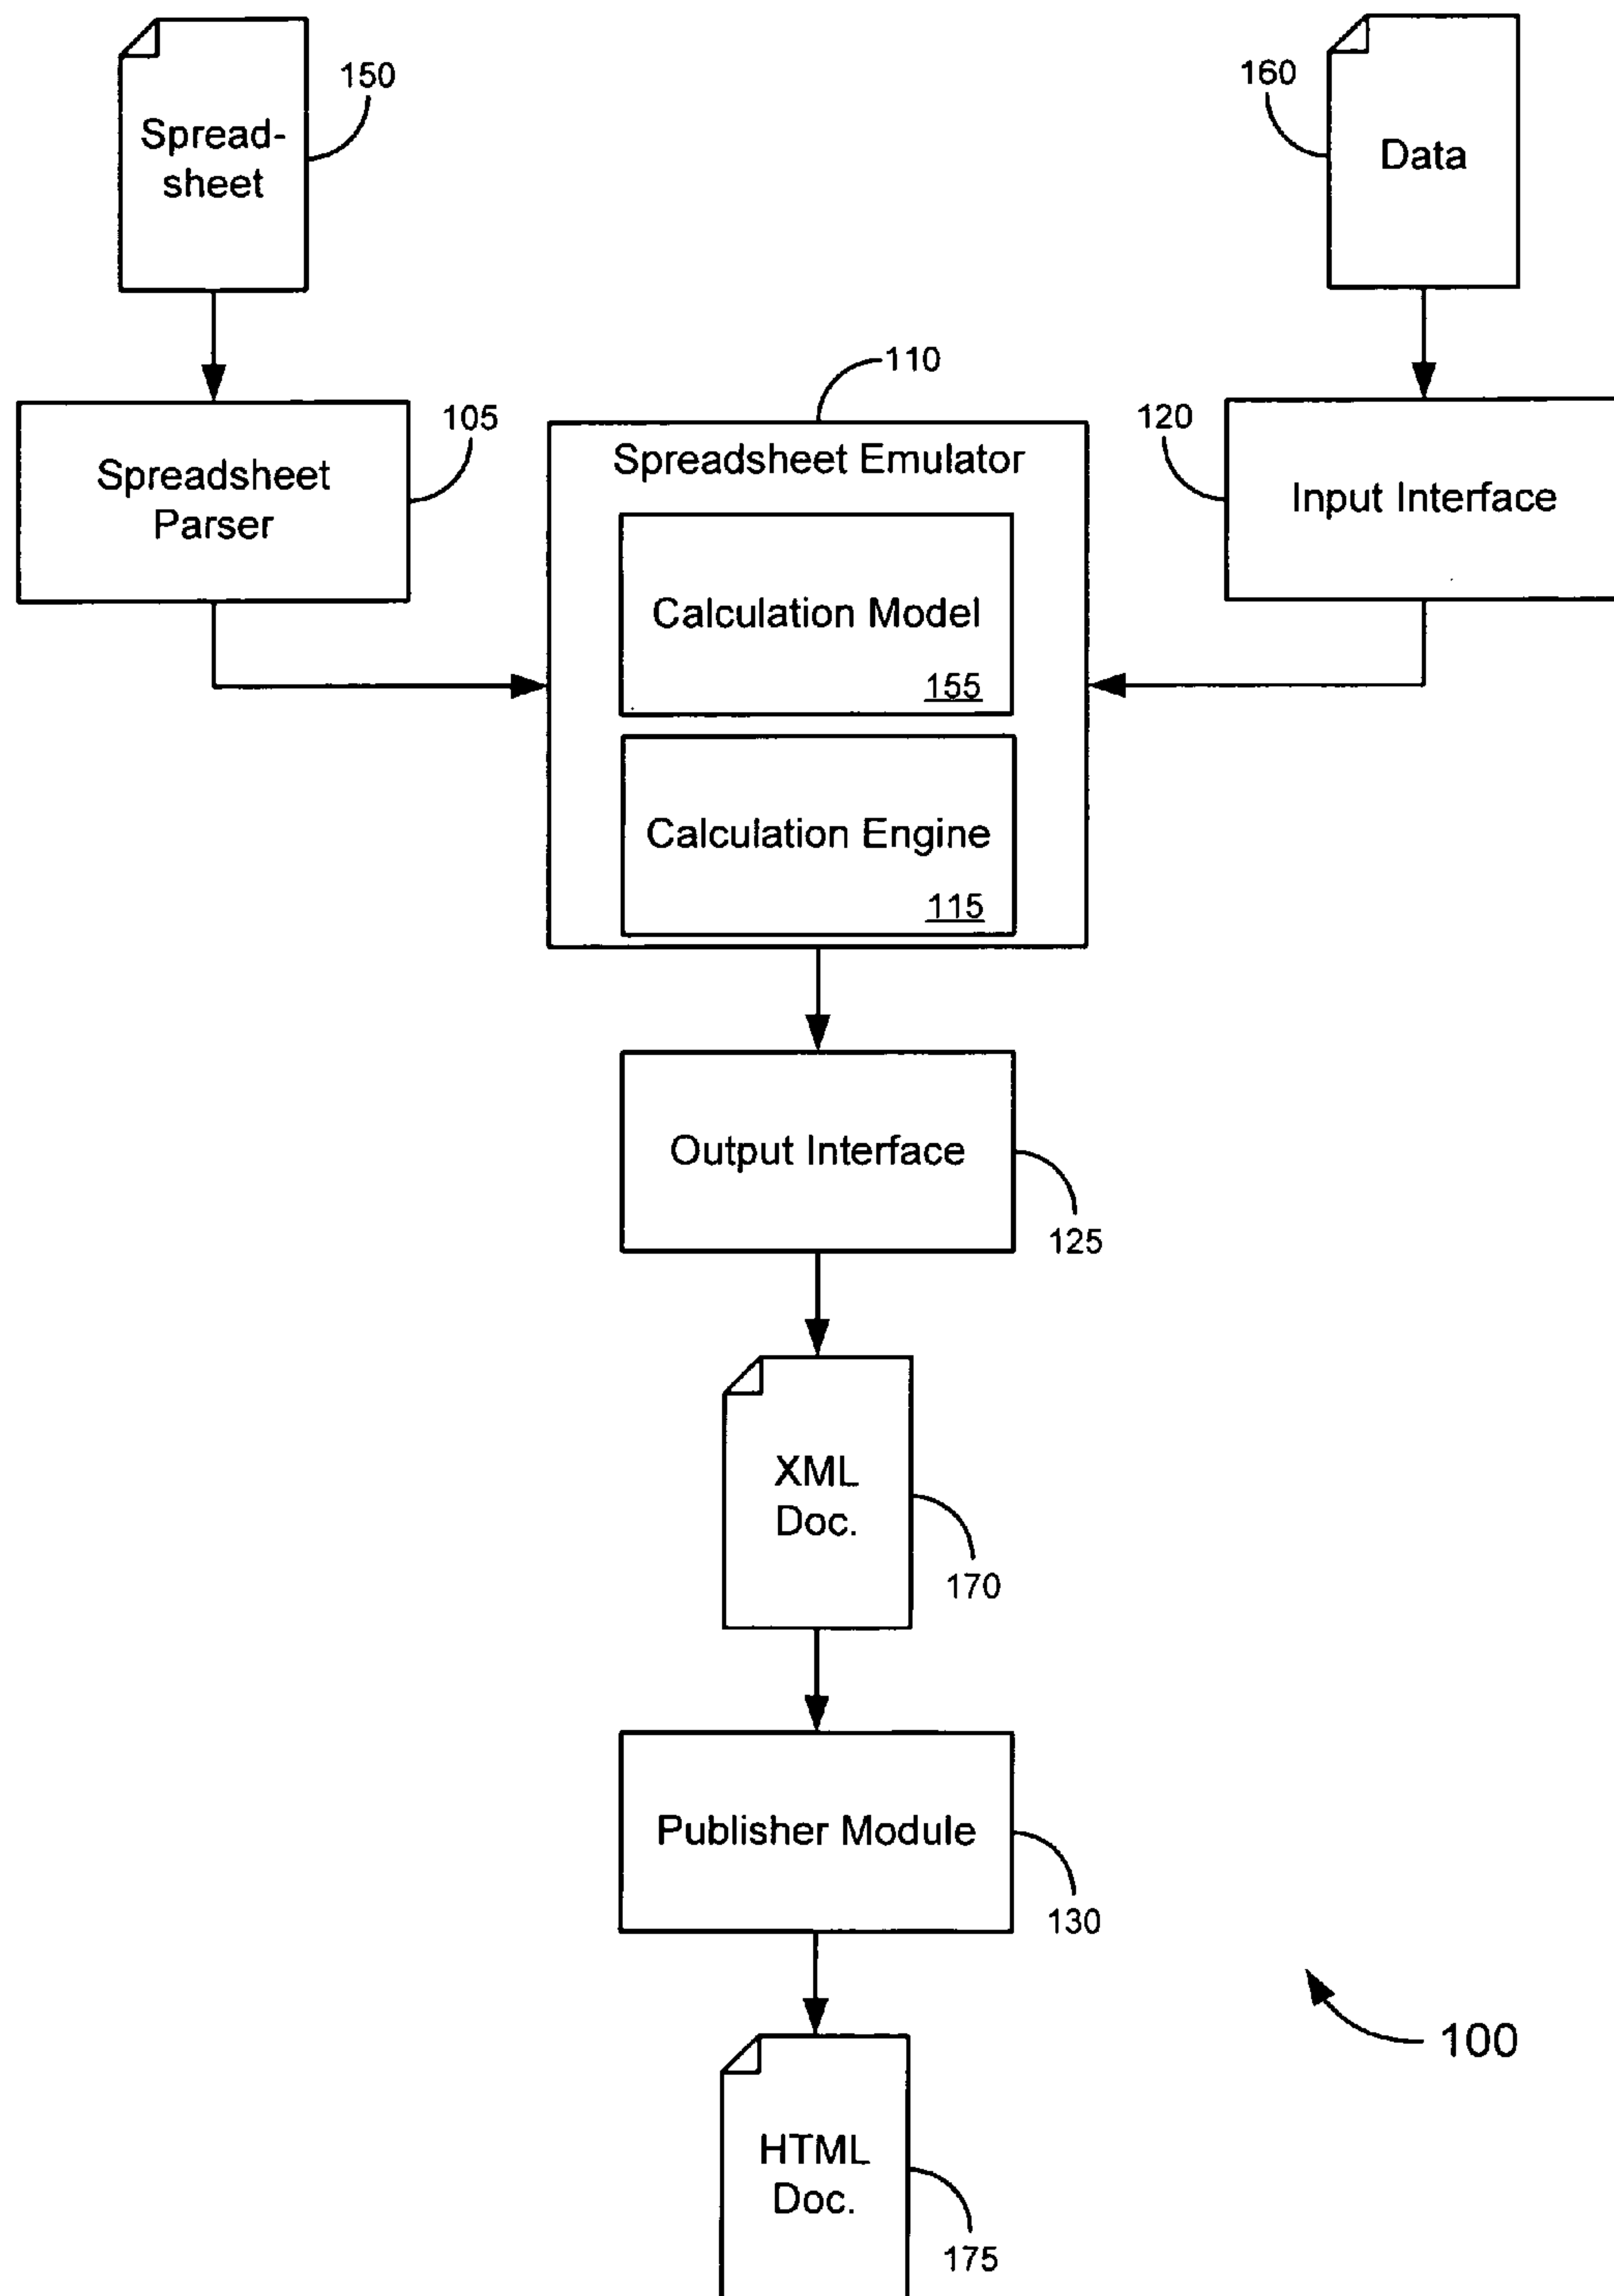 150
Spread-
sheet
160
Data
110
105
Spreadsheet
Parser
Spreadsheet Emulator
120
Input Interface
Calculation Model
155
Calculation Engine
115
Output Interface
125
XML
Doc.
170
Publisher Module
130
100
HTML
Doc.
175